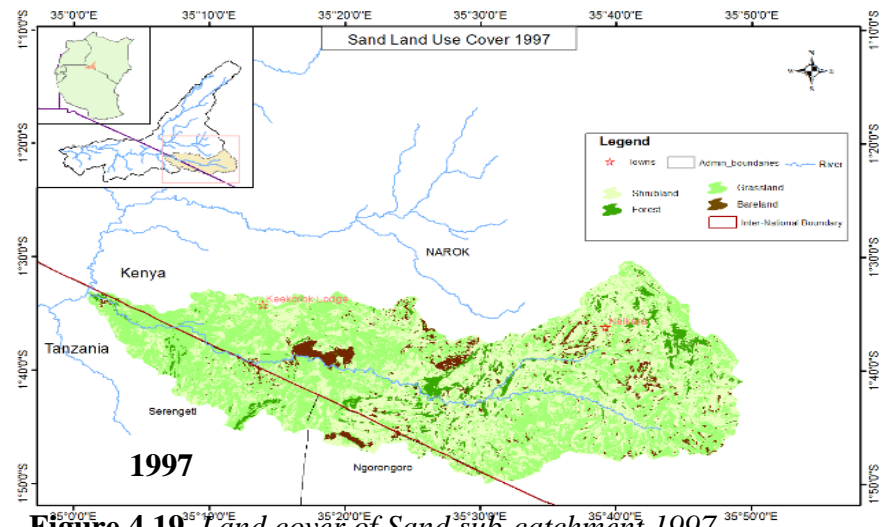 Sand Land Use Cover 1997
1°10'0"S
1°20'0"S
1°30'0"S
1°40'0"S
1°50'0"S
N
W
Legend
Towns
Admin_boundaries
River
Shrubland
Grassland
Forest
Bareland
Inter-National Boundary
NAROK
Kenya
Keekorok Lodge
Tanzania
Serengeti
Ngorongoro
1997
1°10'0"S
1°20'0"S
1°30'0"S
1°40'0"S
1°50'0"S
35°0'0"E
35°10'0"E
35°20'0"E
35°30'0"E
35°40'0"E
35°50'0"E
Figure 4.19 Land cover of Sand sub-catchment 1997